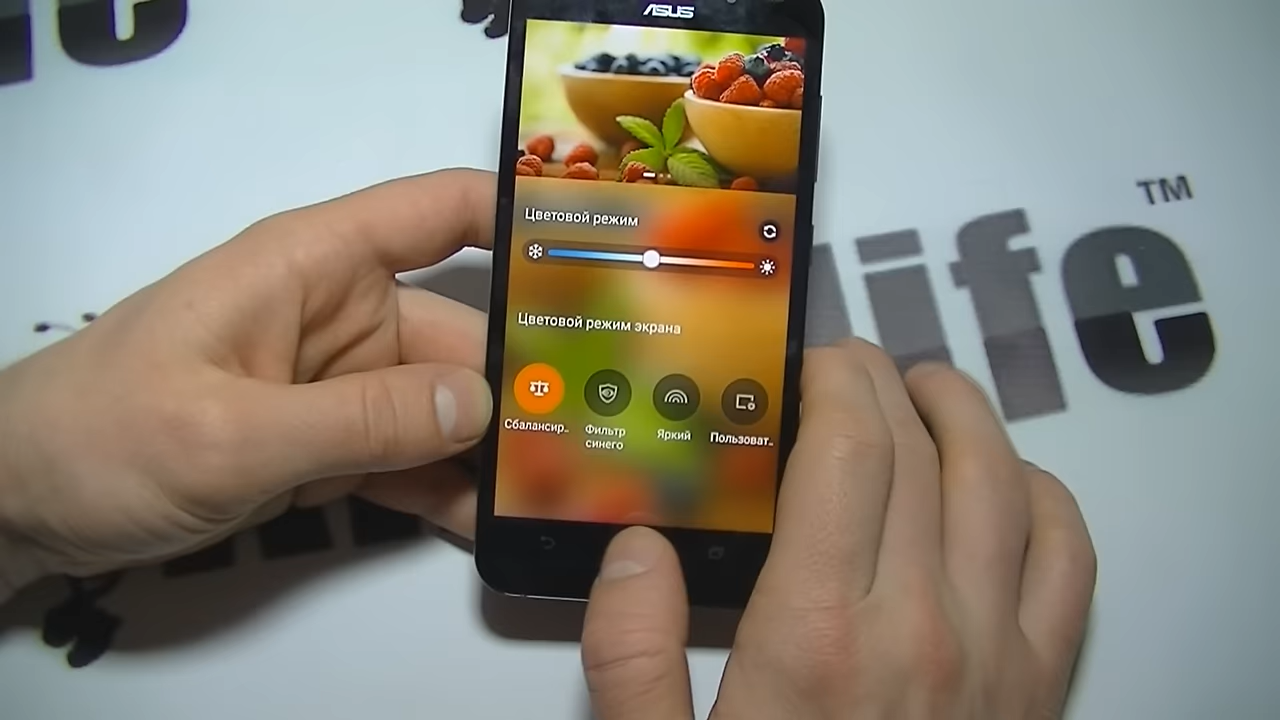 ASUS
Цветовой режим
Цветовой режим экрана
Сбалансир..
Фильтр
синего
Яркий
Пользоват..
life
TM